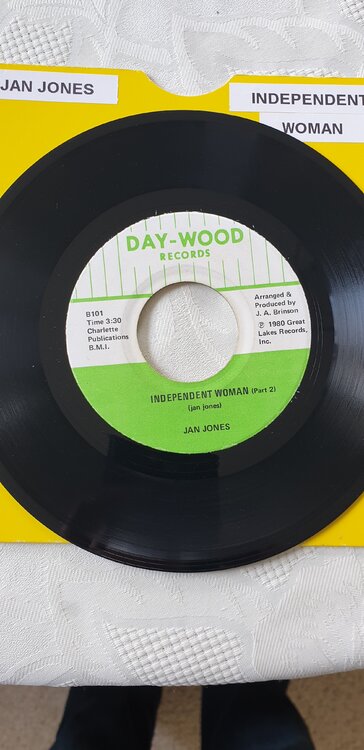 JAN JONES
INDEPENDENT
WOMAN
DAY-WOOD
RECORDS
B101
Time 3:30
Charlette
Publications
B.M.I.
Arranged &
Produced by
J. A. Brinson
℗ 1980 Great
Lakes Records,
Inc.
INDEPENDENT WOMAN (Part 2)
(jan jones)
JAN JONES